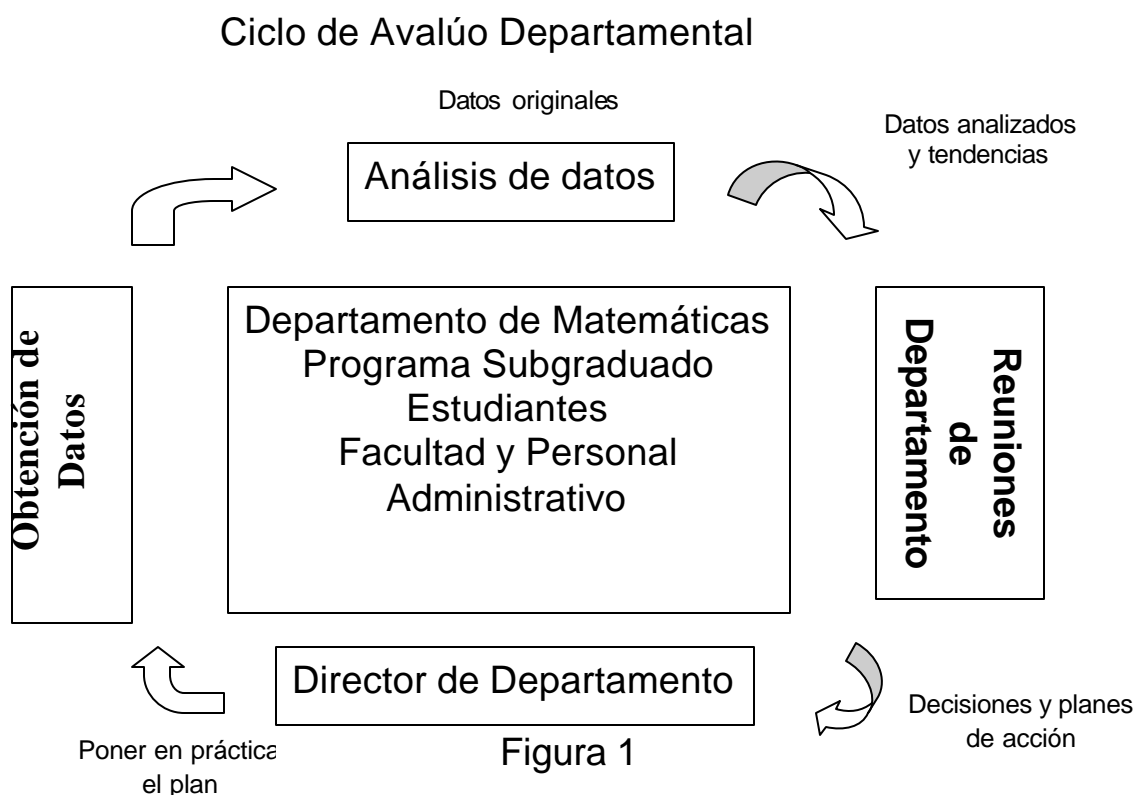 Ciclo de Avalúo Departamental
Datos originales
Datos analizados
y tendencias
Análisis de datos
Obtención de
Datos
Departamento de Matemáticas
Programa Subgraduado
Estudiantes
Facultad y Personal
Administrativo
Reuniones
de
Departamento
Director de Departamento
Decisiones y planes
de acción
Poner en práctica
el plan
Figura 1